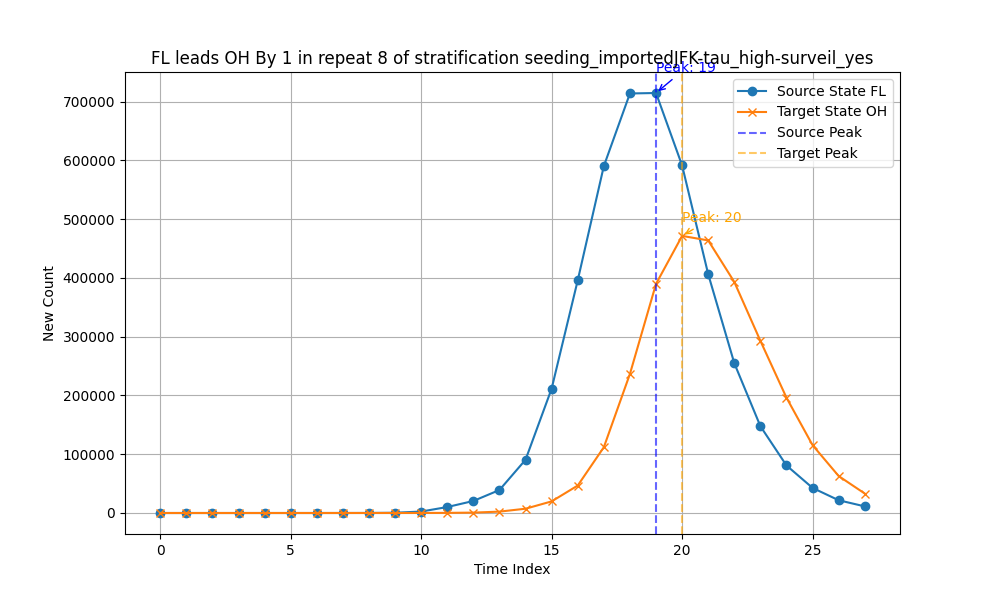 FL leads OH By 1 in repeat 8 of stratification seeding_importedJFK-tau_high-surveil_yes
Peak: 19
Source State FL
Target State OH
Source Peak
Target Peak
Peak: 20
700000
600000
500000
400000
300000
200000
100000
0
New Count
0 5 10 15 20 25
Time Index